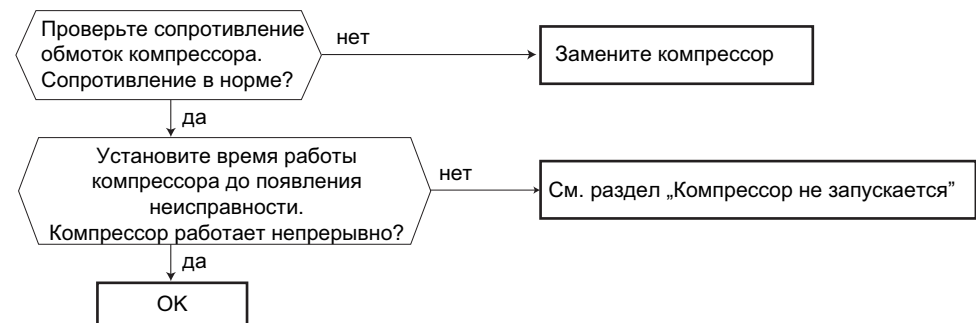 Проверьте сопротивление
обмоток компрессора.
Сопротивление в норме?
нет
Замените компрессор
да
Установите время работы
компрессора до появления
неисправности.
Компрессор работает непрерывно?
нет
См. раздел „Компрессор не запускается”
да
OK